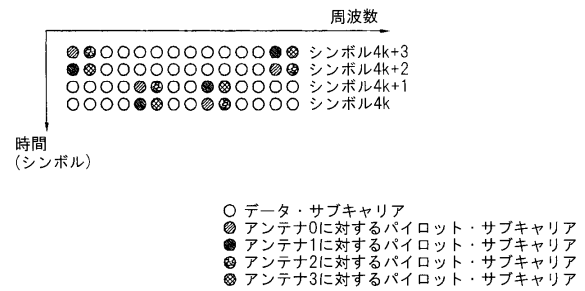 周波数
シンボル4k+3
シンボル4k+2
シンボル4k+1
シンボル4k
時間
(シンボル)
データ・サブキャリア
アンテナ0に対するパイロット・サブキャリア
アンテナ1に対するパイロット・サブキャリア
アンテナ2に対するパイロット・サブキャリア
アンテナ3に対するパイロット・サブキャリア